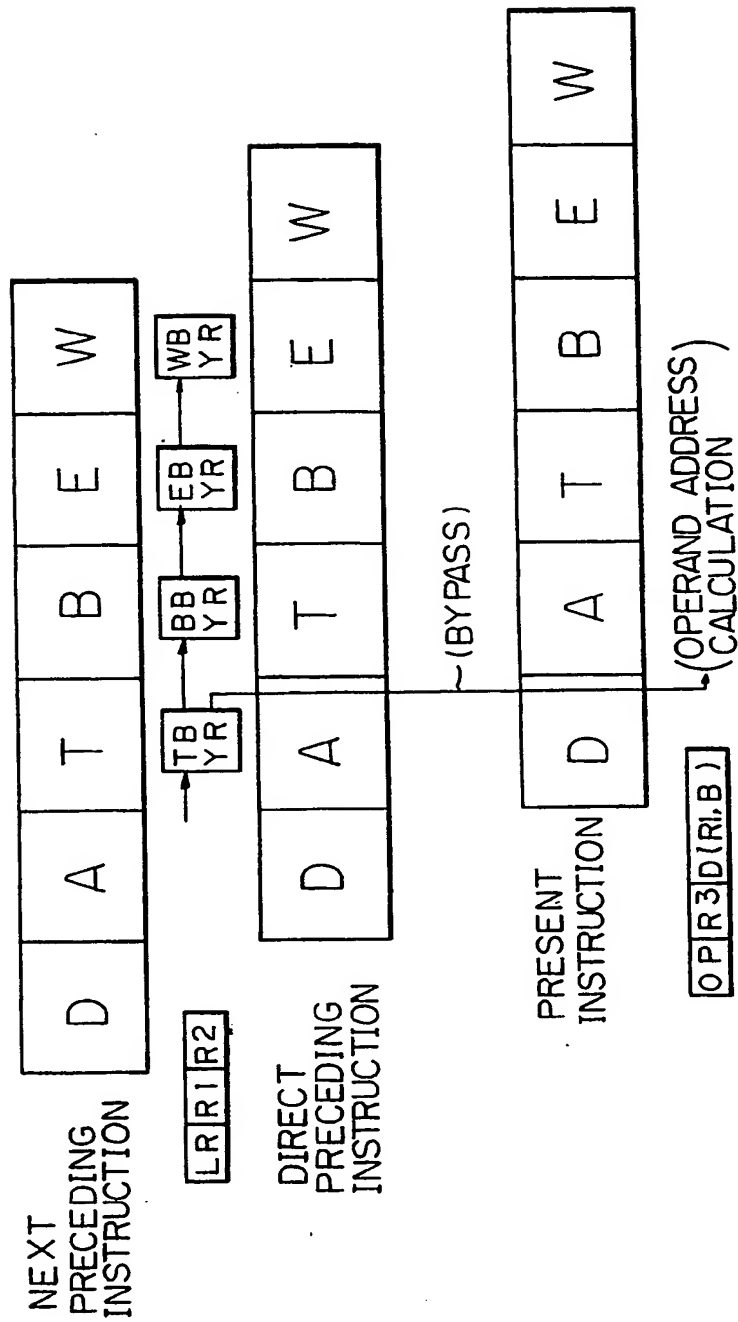 NEXT
PRECEDING
INSTRUCTION
D A T B E W
LR R1 R2
TB
YR
BB
YR
EB
YR
WB
YR
DIRECT
PRECEDING
INSTRUCTION
D A T B E W
~(BYPASS)
PRESENT
INSTRUCTION
D A T B E W
OP R3 D(R1,B)
(OPERAND ADDRESS
CALCULATION)